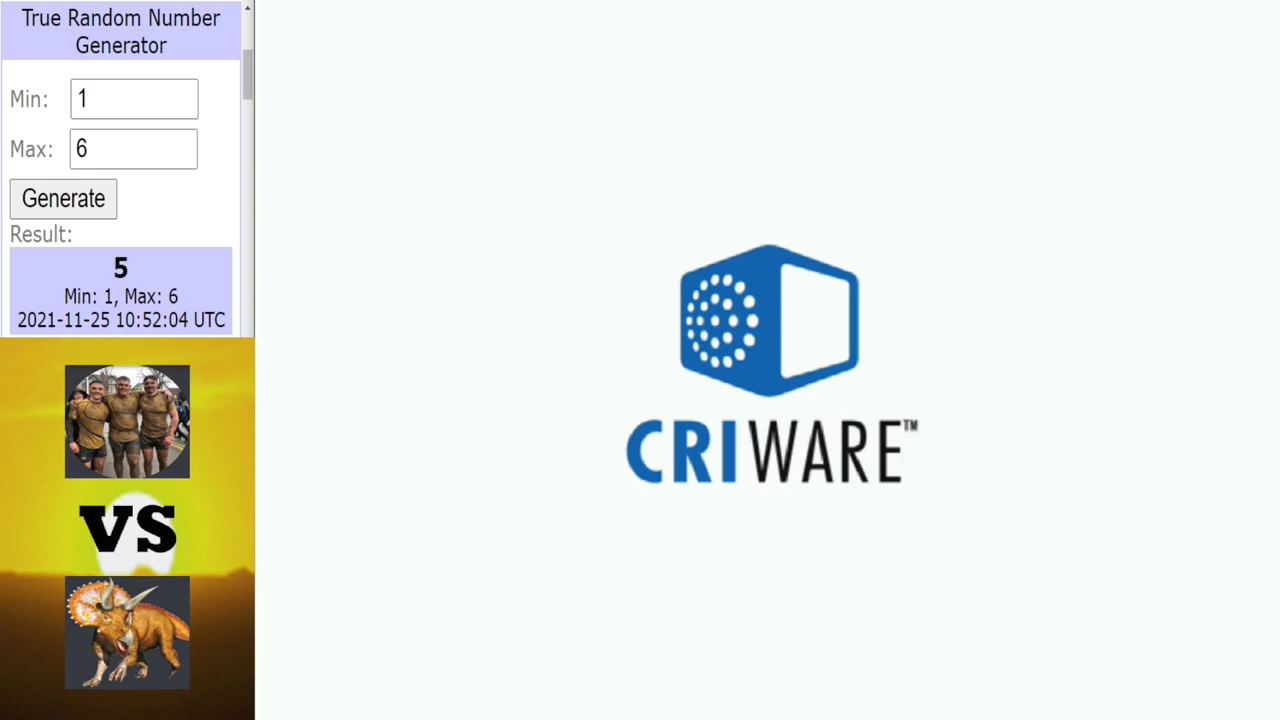 True Random Number
Generator
Min: 1
Max: 6
Generate
Result:
5
Min: 1, Max: 6
2021-11-25 10:52:04 UTC
VS
CRIWARE™